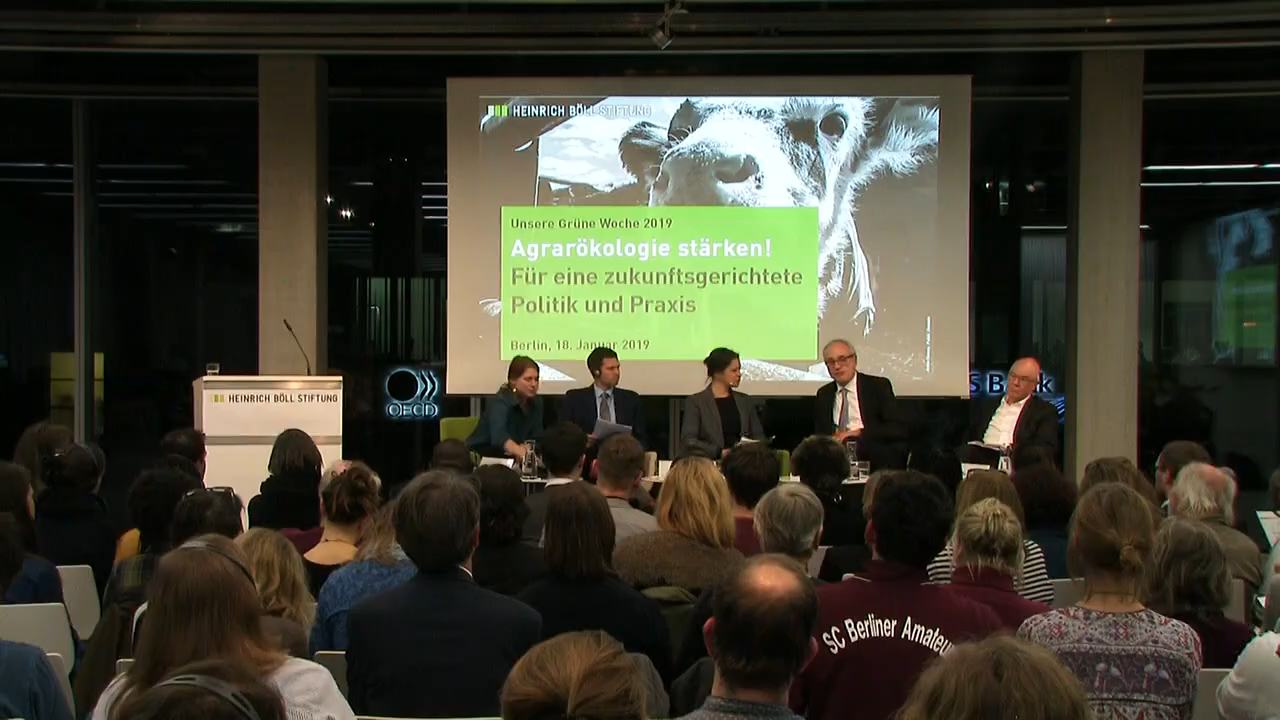 HEINRICH BÖLL STIFTUNG
Unsere Grüne Woche 2019
Agrarökologie stärken!
Für eine zukunftsgerichtete
Politik und Praxis
Berlin, 18. Januar 2019
HEINRICH BÖLL STIFTUNG
OECD
S Bank
SC Berliner Amateu